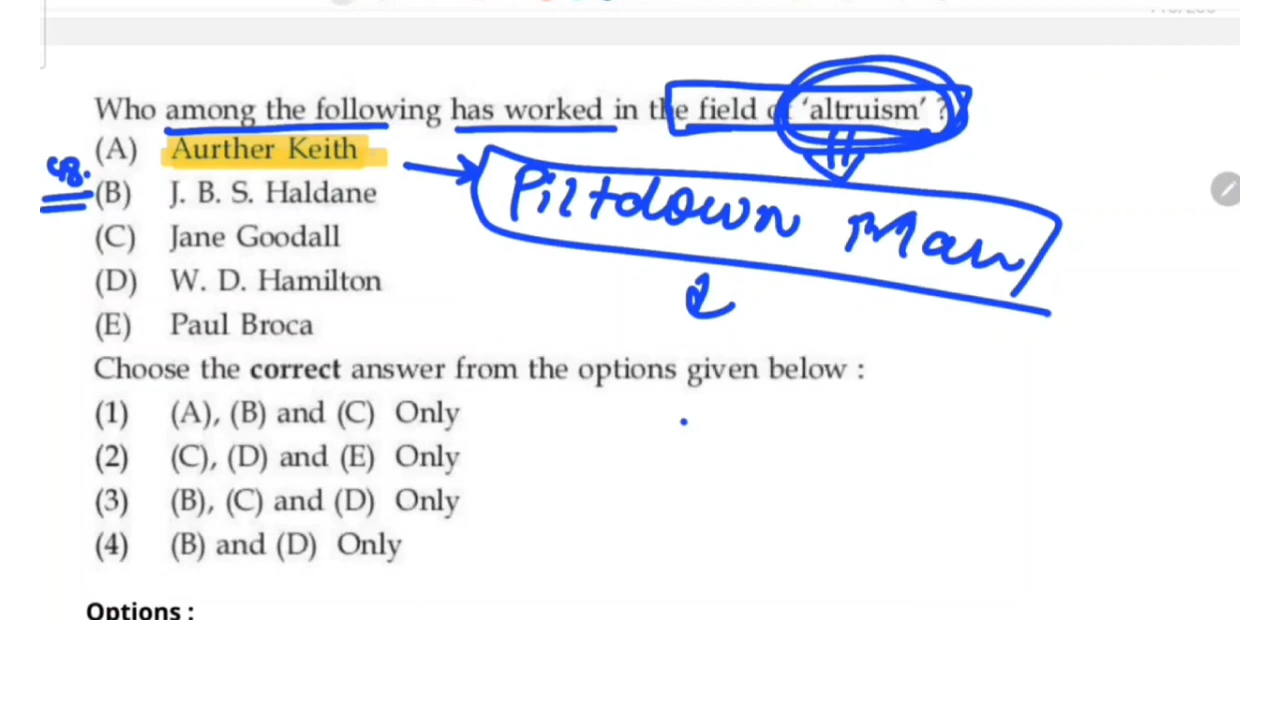 Who among the following has worked in the field of 'altruism' ?
(A) Aurther Keith
48.
(B) J. B. S. Haldane
Piltdown Man
(C) Jane Goodall
(D) W. D. Hamilton
(E) Paul Broca
Choose the correct answer from the options given below :
(1) (A), (B) and (C) Only
(2) (C), (D) and (E) Only
(3) (B), (C) and (D) Only
(4) (B) and (D) Only
Options :